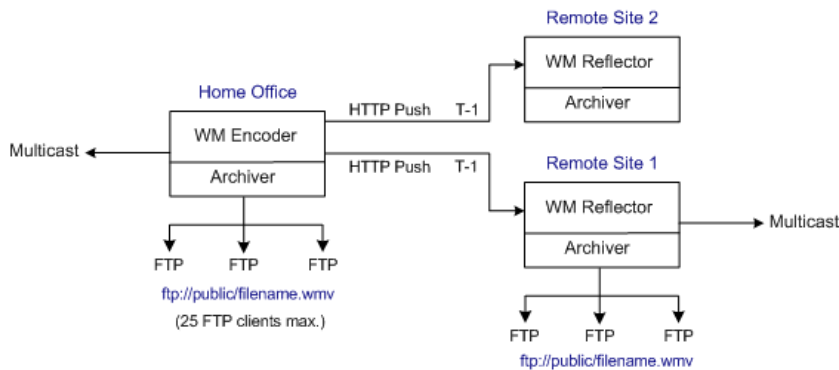 Remote Site 2
WM Reflector
Archiver
Home Office
WM Encoder
Archiver
Multicast
HTTP Push T-1
HTTP Push T-1
Remote Site 1
WM Reflector
Archiver
Multicast
FTP FTP FTP
ftp://public/filename.wmv
(25 FTP clients max.)
FTP FTP FTP
ftp://public/filename.wmv